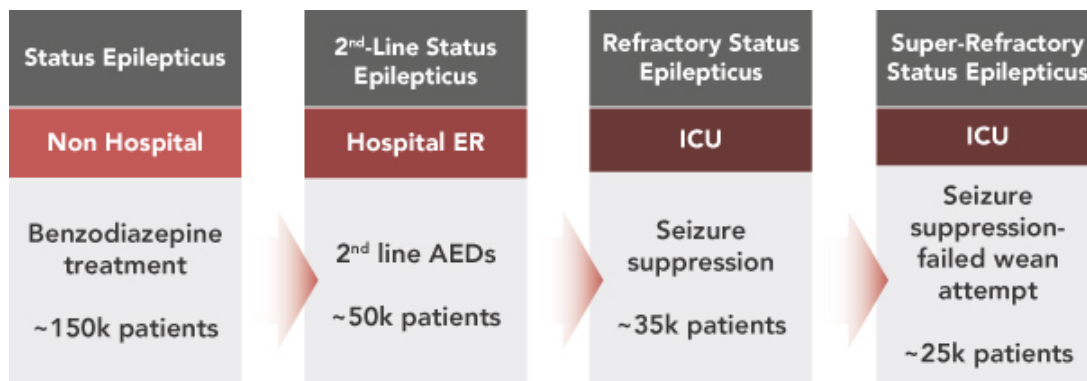 Status Epilepticus
Non Hospital
Benzodiazepine
treatment
~150k patients
2nd-Line Status
Epilepticus
Hospital ER
2nd line AEDs
~50k patients
Refractory Status
Epilepticus
ICU
Seizure
suppression
~35k patients
Super-Refractory
Status Epilepticus
ICU
Seizure
suppression-
failed wean
attempt
~25k patients